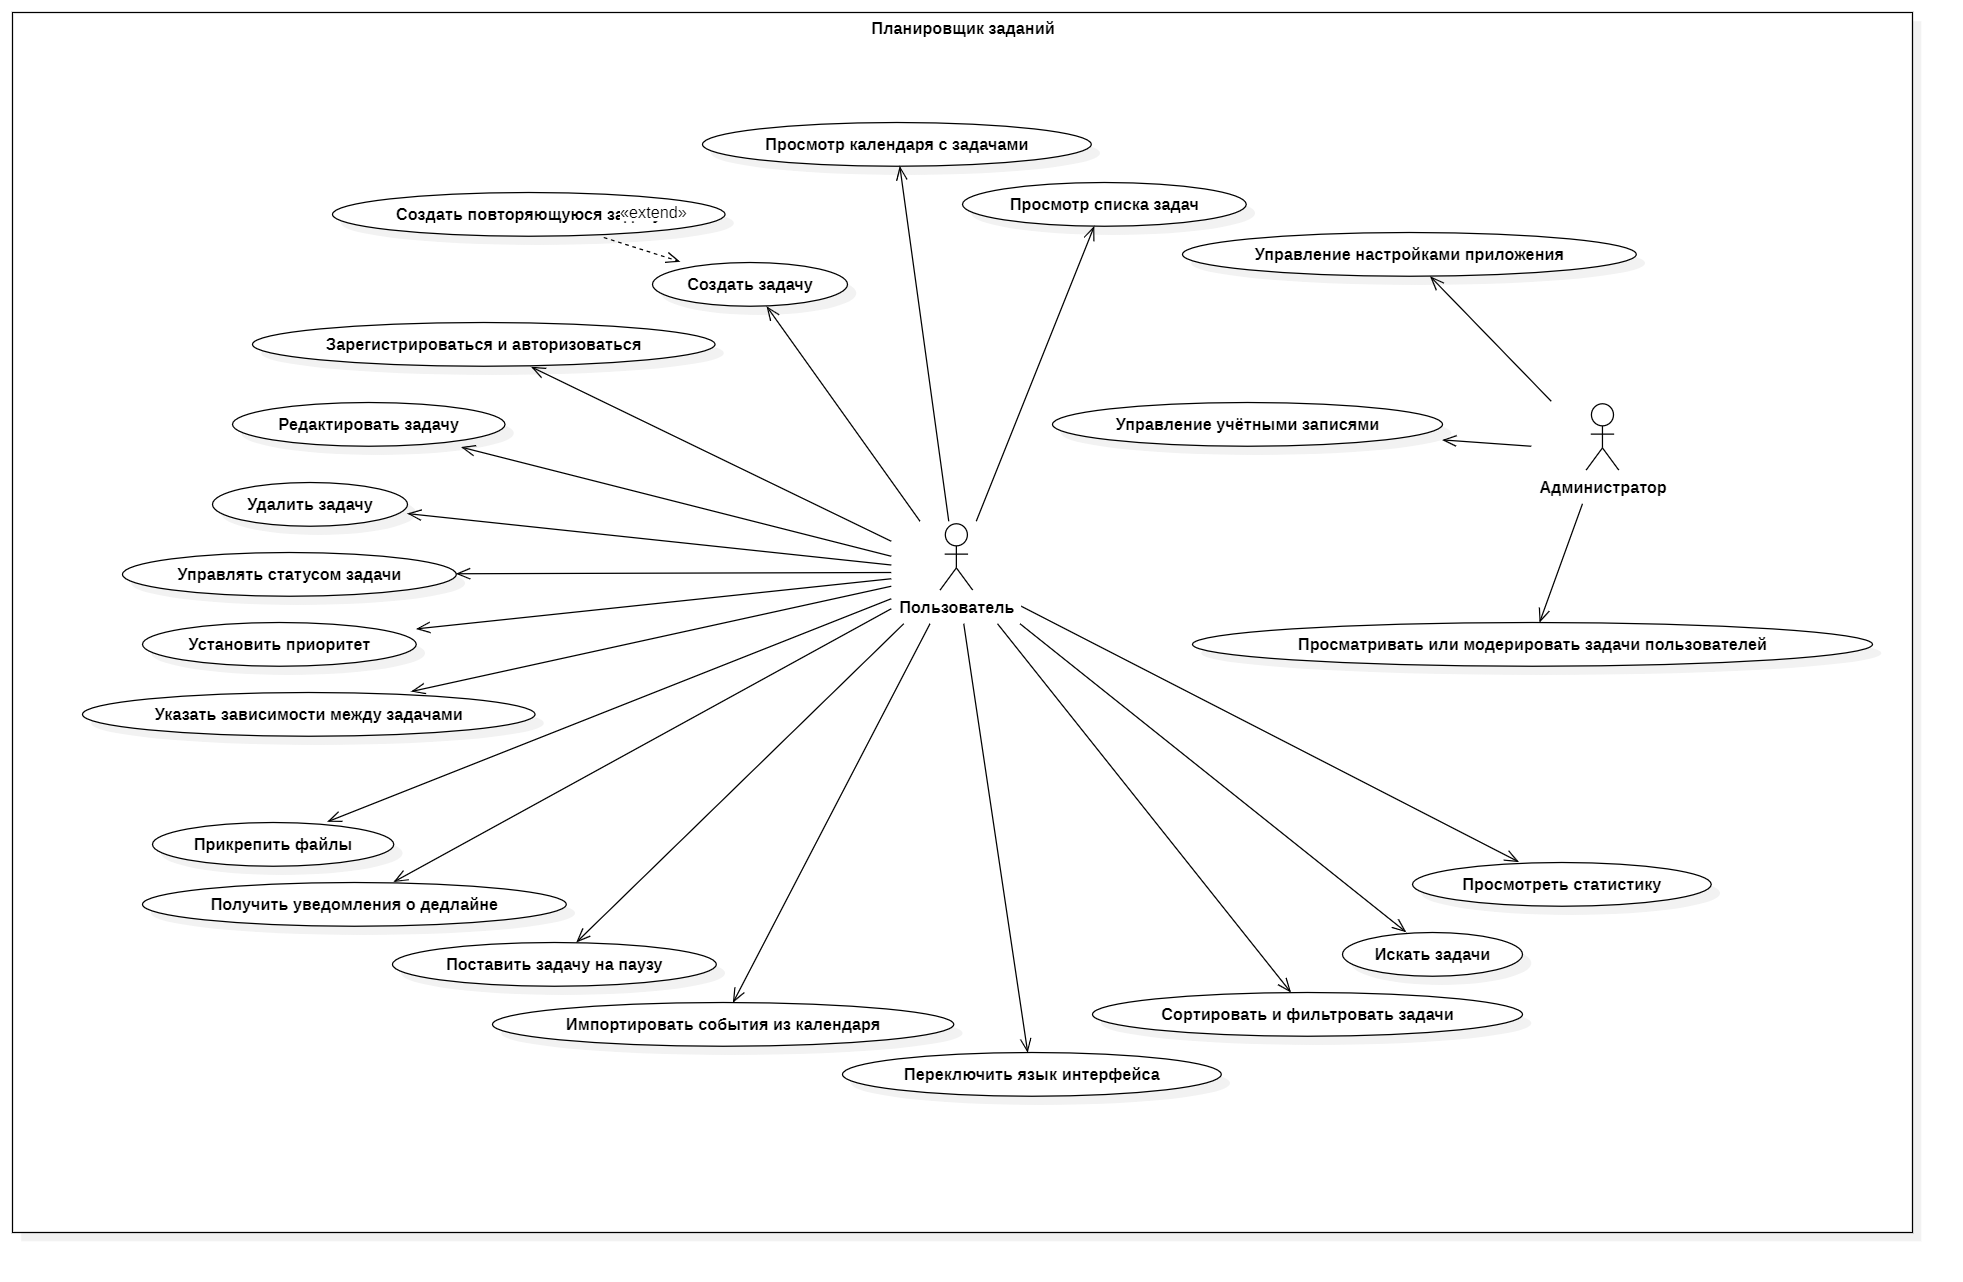 Планировщик заданий
Просмотр календаря с задачами
Просмотр списка задач
Создать повторяющуюся
«extend»
Управление настройками приложения
Создать задачу
Зарегистрироваться и авторизоваться
Редактировать задачу
Управление учётными записями
Администратор
Удалить задачу
Управлять статусом задачи
Пользователь
Установить приоритет
Просматривать или модерировать задачи пользователей
Указать зависимости между задачами
Прикрепить файлы
Просмотреть статистику
Получить уведомления о дедлайне
Искать задачи
Поставить задачу на паузу
Сортировать и фильтровать задачи
Импортировать события из календаря
Переключить язык интерфейса